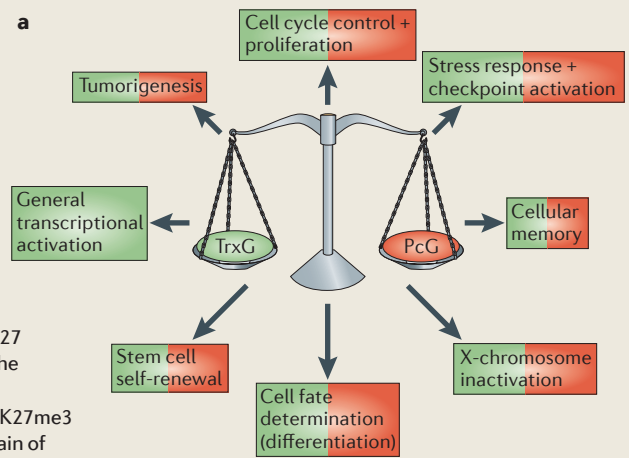 a
Cell cycle control +
proliferation
Stress response +
checkpoint activation
Tumorigenesis
General
transcriptional
activation
TrxG
PcG
Cellular
memory
27
he
Stem cell
self-renewal
X-chromosome
inactivation
K27me3
ain of
Cell fate
determination
(differentiation)